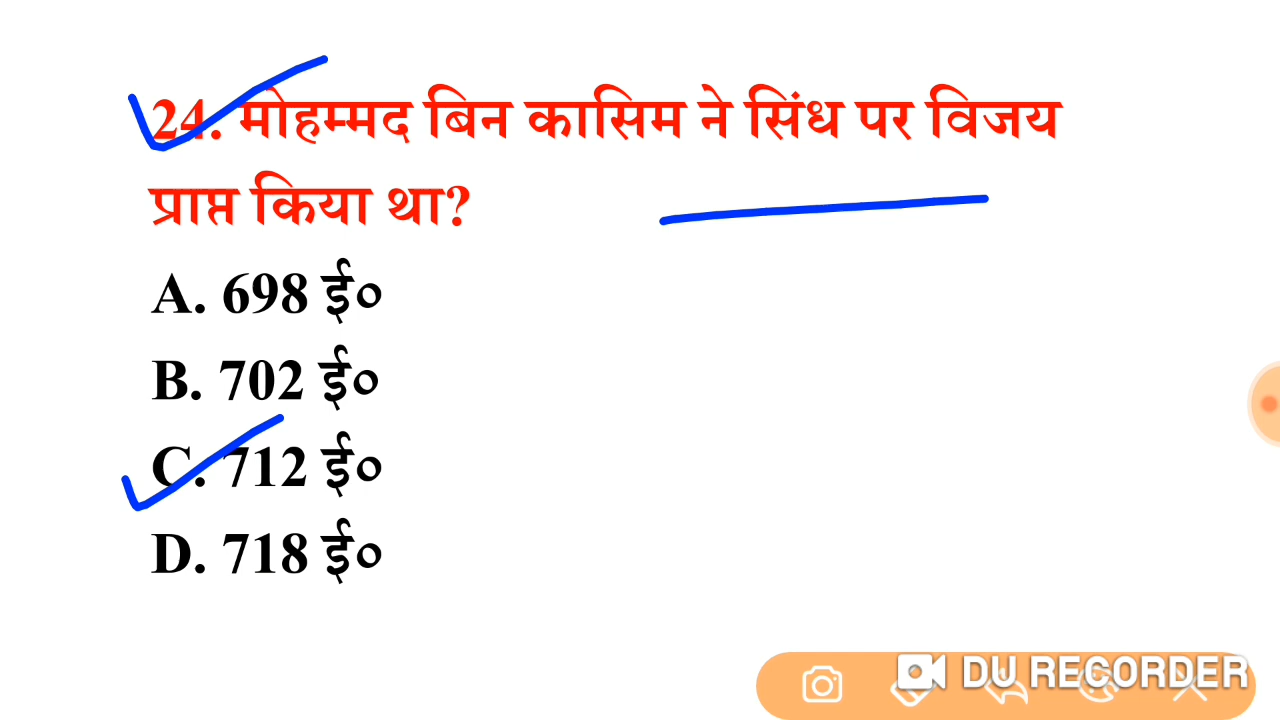 24. मोहम्मद बिन कासिम ने सिंध पर विजय
प्राप्त किया था?
A. 698 ई०
B. 702 ई०
C. 712 ई०
D. 718 ई०
DU RECORDER